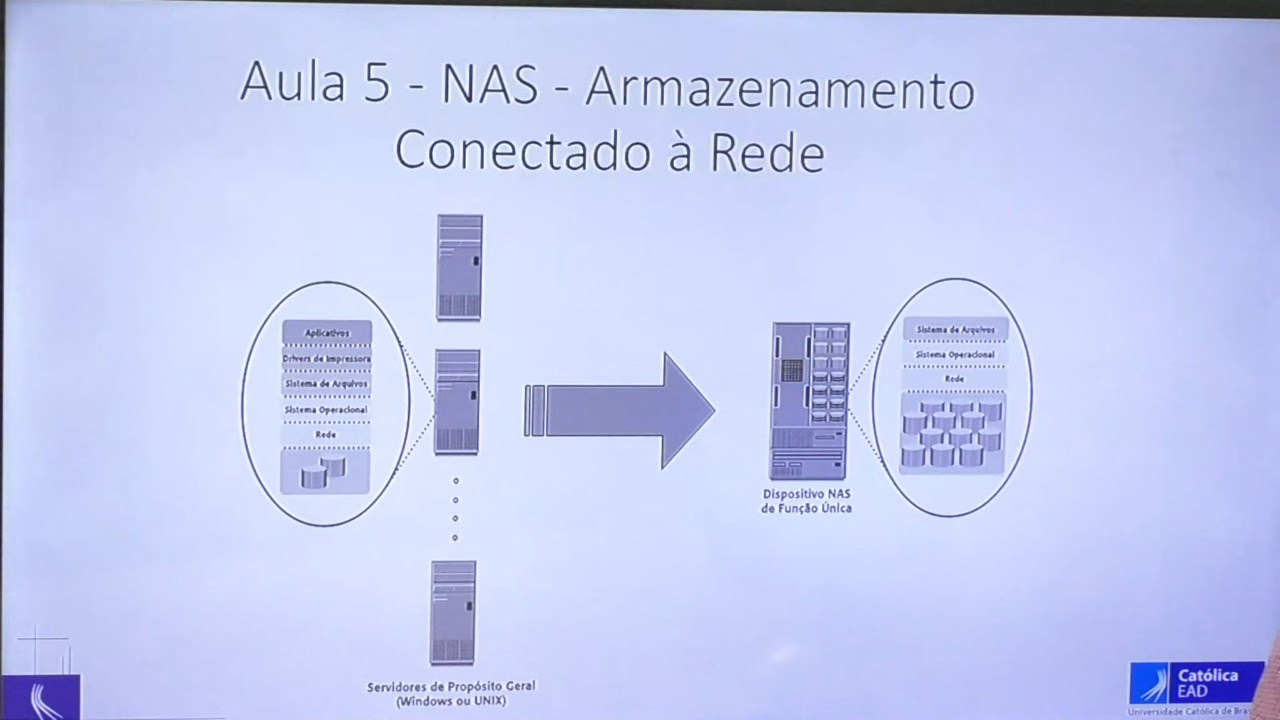 Aula 5 - NAS - Armazenamento
Conectado à Rede
Aplicativos
Drivers de Impressora
Sistema de Arquivos
Sistema Operacional
Rede
Servidores de Propósito Geral
(Windows ou UNIX)
Dispositivo NAS
de Função Única
Sistema de Arquivos
Sistema Operacional
Rede
Católica
EAD
Universidade Católica de